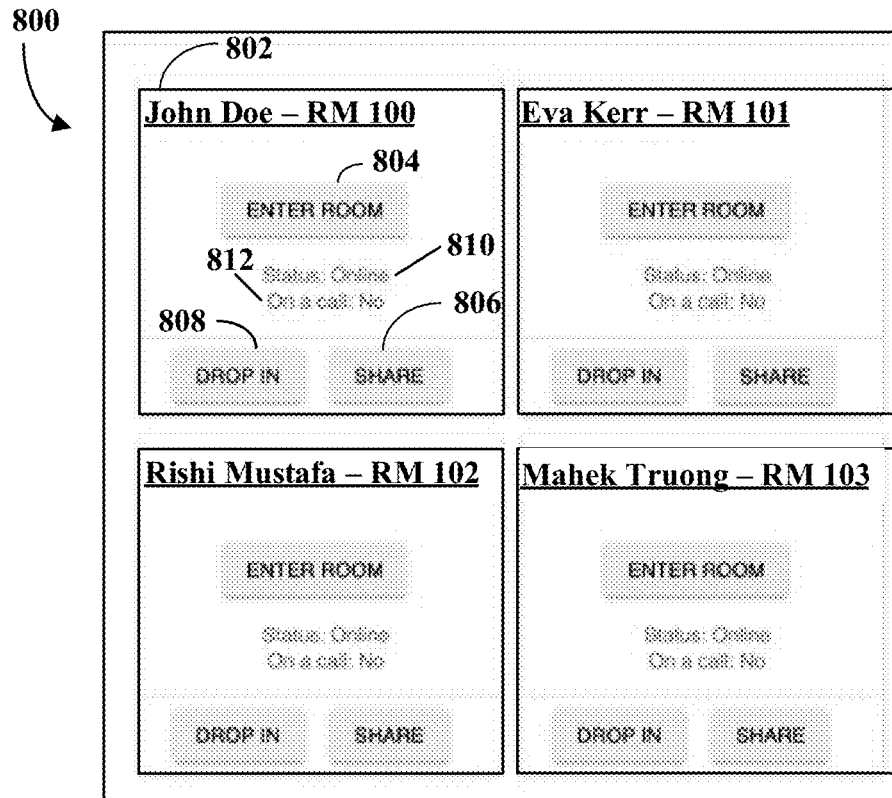 800
802
John Doe – RM 100
Eva Kerr – RM 101
804
ENTER ROOM
ENTER ROOM
810
812
Status: Online
Status: Online
On a call: No
On a call: No
806
808
DROP IN
SHARE
DROP IN
SHARE
Rishi Mustafa – RM 102
Mahek Truong – RM 103
ENTER ROOM
ENTER ROOM
Status: Online
Status: Online
On a call: No
On a call: No
DROP IN
SHARE
DROP IN
SHARE